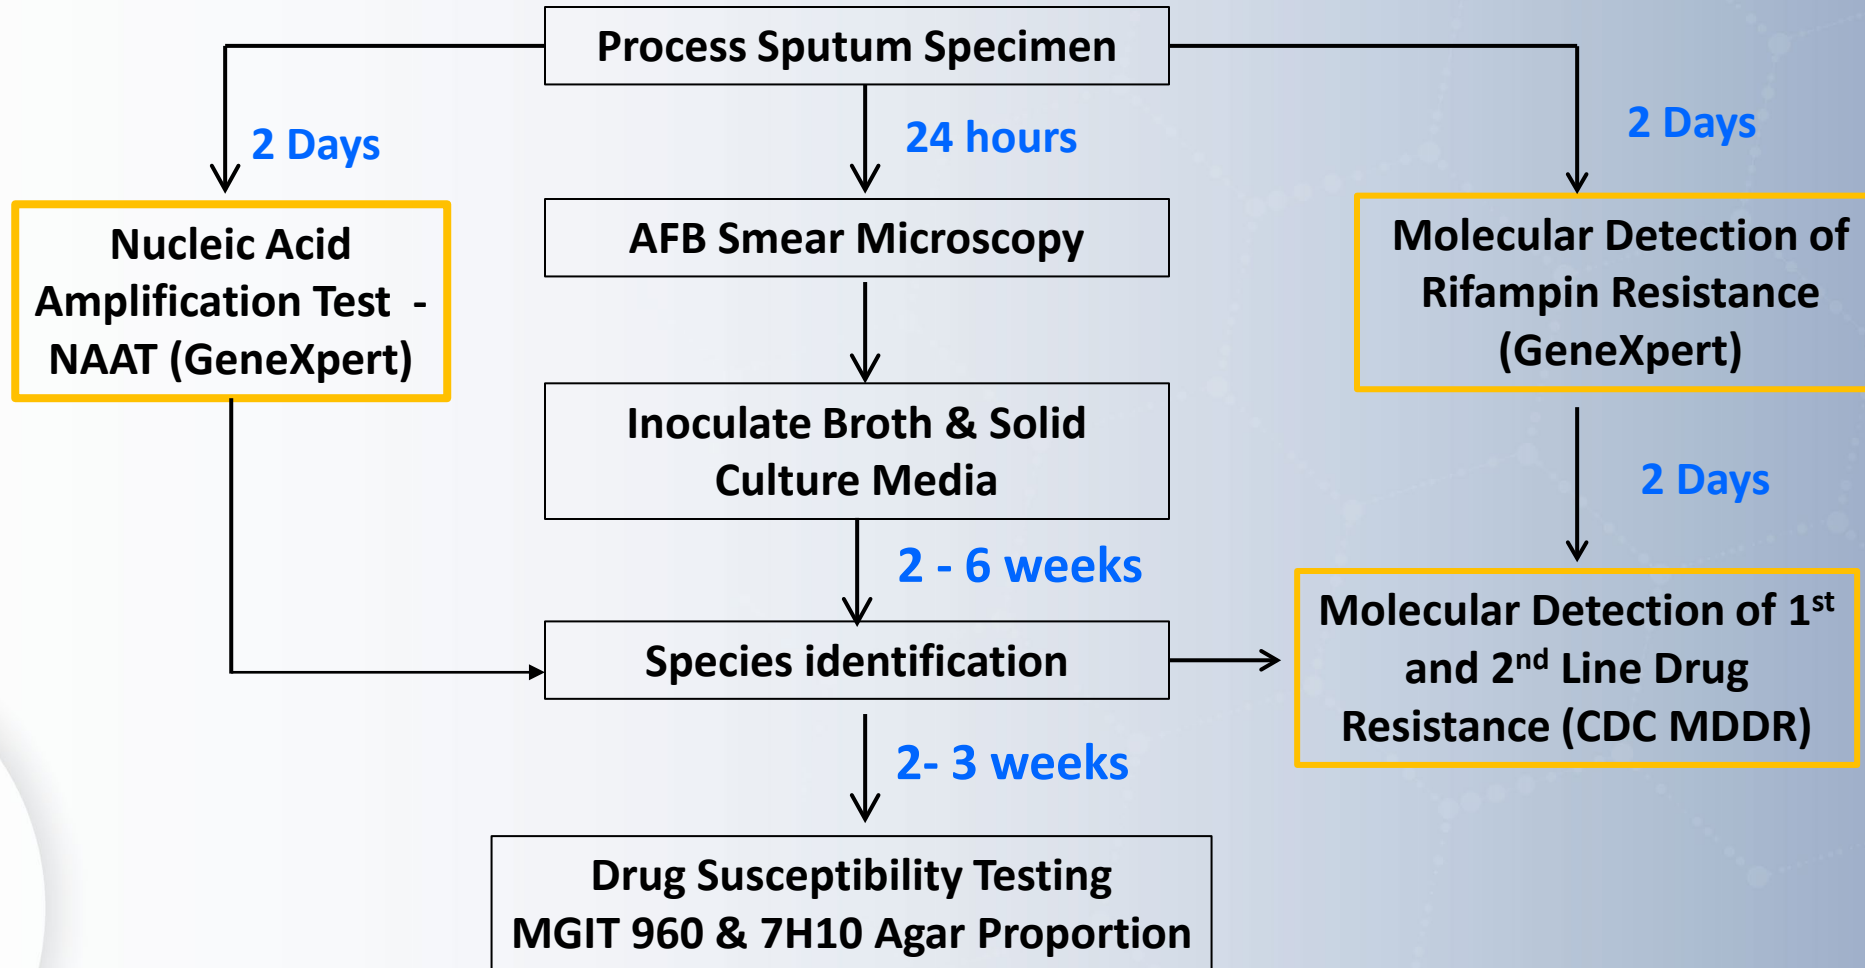 Process Sputum Specimen
2 Days
24 hours
2 Days
Nucleic Acid
Amplification Test -
NAAT (GeneXpert)
AFB Smear Microscopy
Molecular Detection of
Rifampin Resistance
(GeneXpert)
Inoculate Broth & Solid
Culture Media
2 Days
2 - 6 weeks
Species identification
Molecular Detection of 1st
and 2nd Line Drug
Resistance (CDC MDDR)
2- 3 weeks
Drug Susceptibility Testing
MGIT 960 & 7H10 Agar Proportion